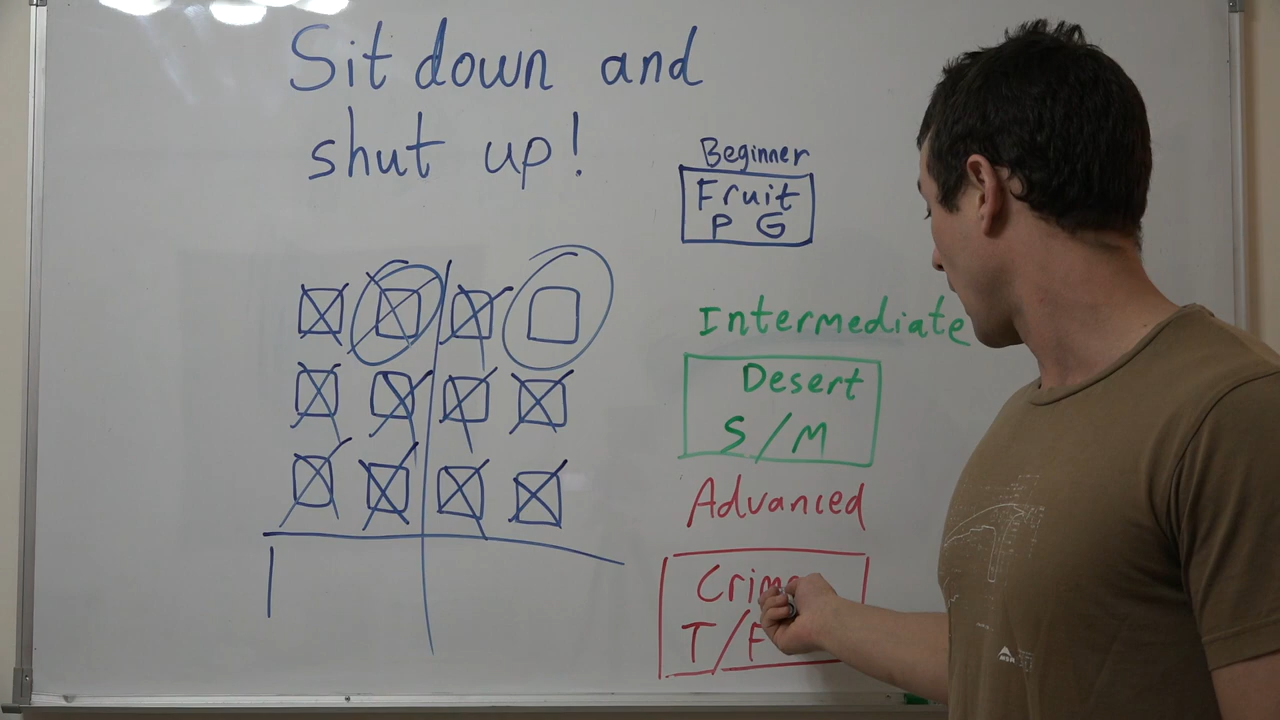 Sit down and
shut up!
Beginner
Fruit
P G
Intermediate
Desert
S/M
Advanced
T/F